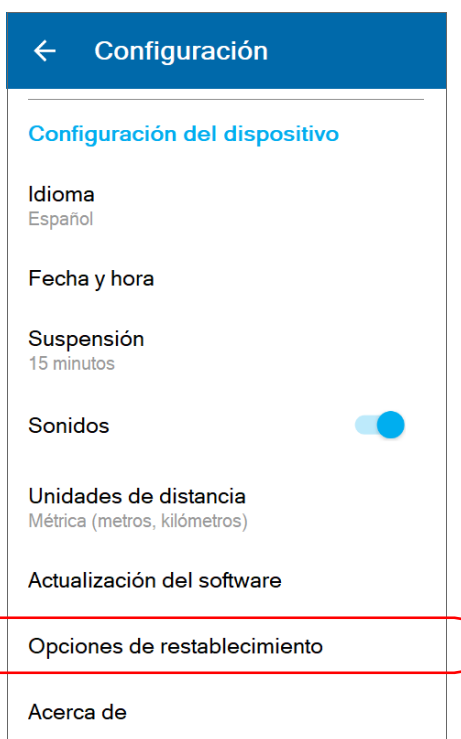 Configuración
Configuración del dispositivo
Idioma
Español
Fecha y hora
Suspensión
15 minutos
Sonidos
Unidades de distancia
Métrica (metros, kilómetros)
Actualización del software
Opciones de restablecimiento
Acerca de